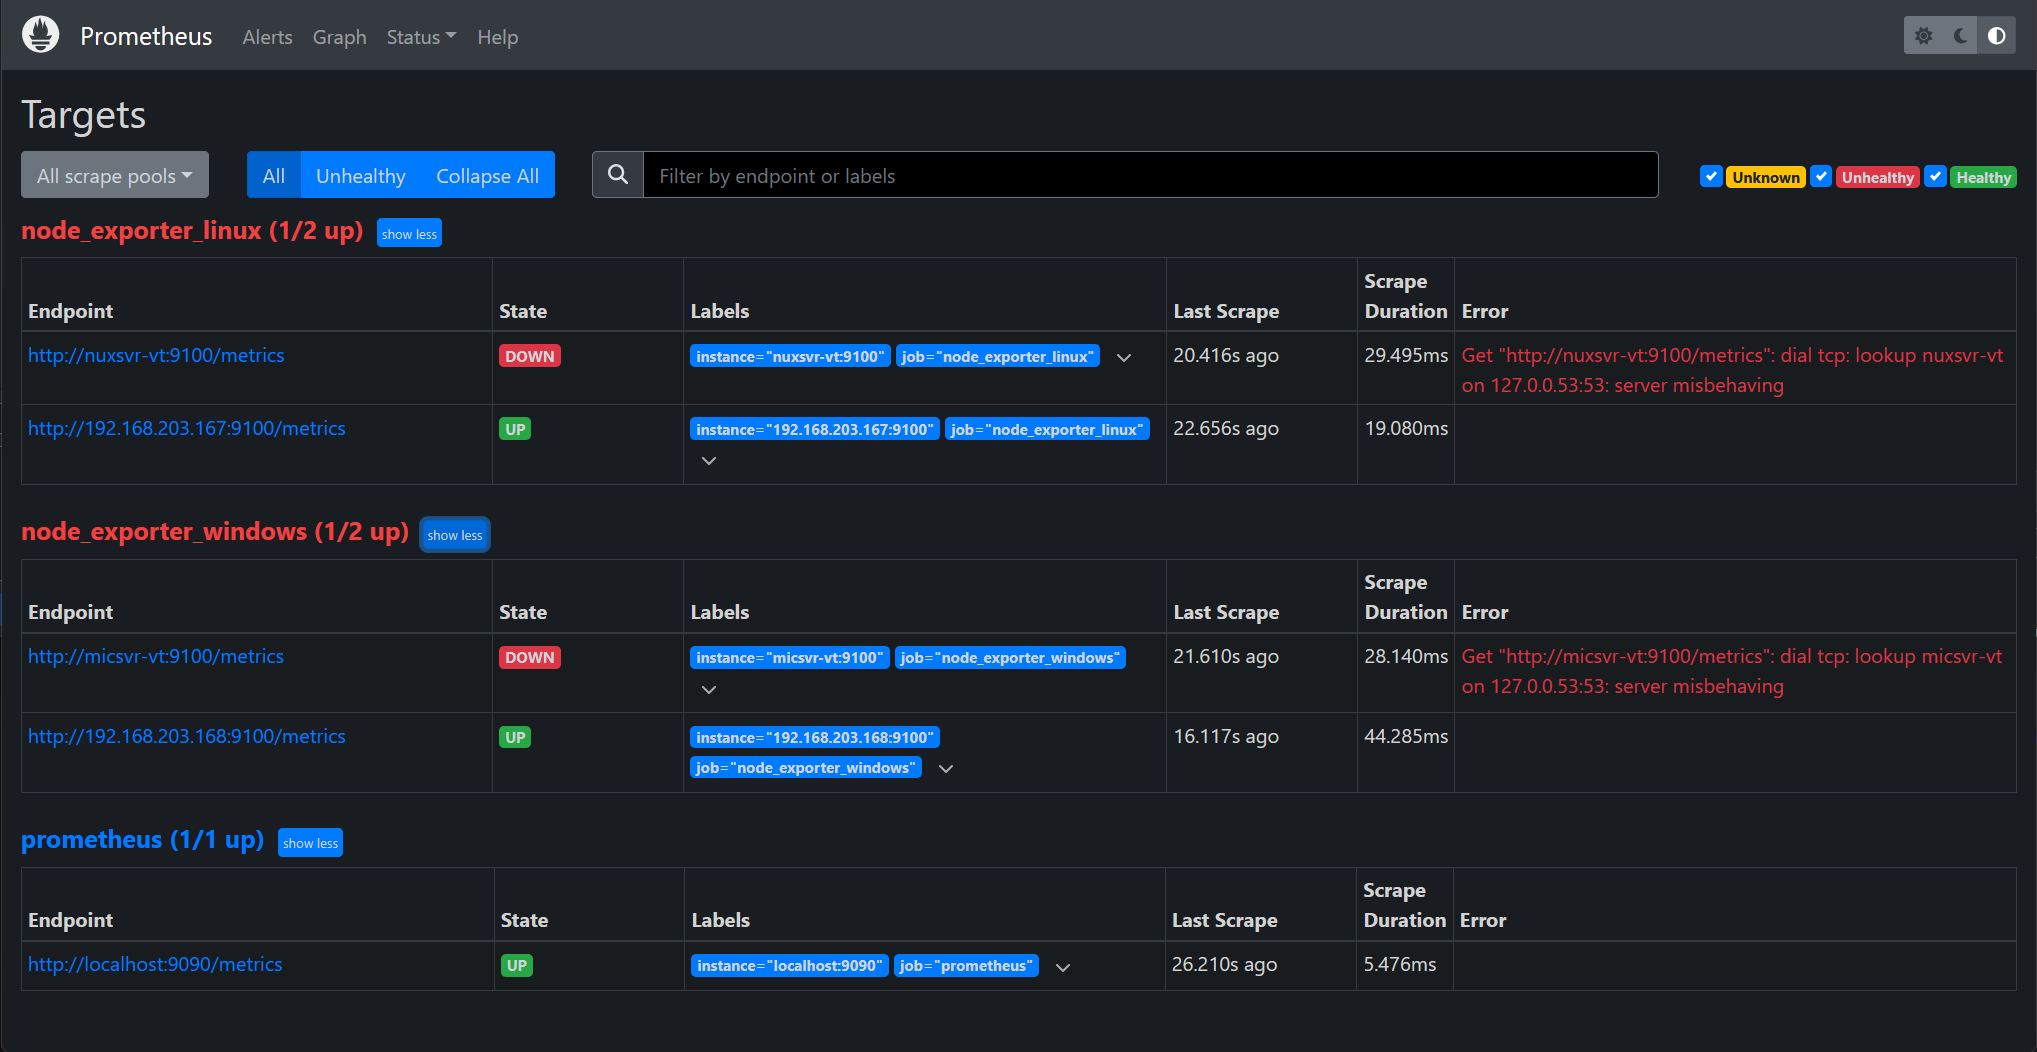 Prometheus Alerts Graph Status Help
Targets
All scrape pools All Unhealthy Collapse All Filter by endpoint or labels Unknown Unhealthy Healthy
node_exporter_linux (1/2 up) show less
Endpoint State Labels Last Scrape Scrape Duration Error
http://nuxsvr-vt:9100/metrics DOWN instance="nuxsvr-vt:9100" job="node_exporter_linux" 20.416s ago 29.495ms Get "http://nuxsvr-vt:9100/metrics": dial tcp: lookup nuxsvr-vt
on 127.0.0.53:53: server misbehaving
http://192.168.203.167:9100/metrics UP instance="192.168.203.167:9100" job="node_exporter_linux" 22.656s ago 19.080ms
node_exporter_windows (1/2 up) show less
Endpoint State Labels Last Scrape Scrape Duration Error
http://micsvr-vt:9100/metrics DOWN instance="micsvr-vt:9100" job="node_exporter_windows" 21.610s ago 28.140ms Get "http://micsvr-vt:9100/metrics": dial tcp: lookup micsvr-vt
on 127.0.0.53:53: server misbehaving
http://192.168.203.168:9100/metrics UP instance="192.168.203.168:9100" 16.117s ago 44.285ms
job="node_exporter_windows"
prometheus (1/1 up) show less
Endpoint State Labels Last Scrape Scrape Duration Error
http://localhost:9090/metrics UP instance="localhost:9090" job="prometheus" 26.210s ago 5.476ms